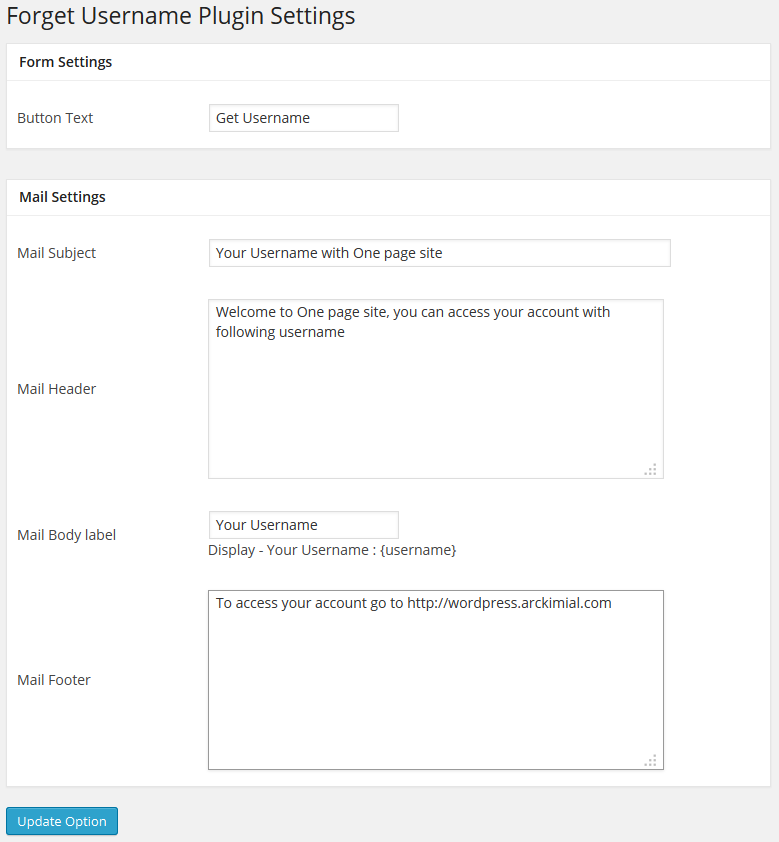 Forget Username Plugin Settings
Form Settings
Button Text
Get Username
Mail Settings
Mail Subject
Your Username with One page site
Mail Header
Welcome to One page site, you can access your account with
following username
Mail Body label
Your Username
Display - Your Username : {username}
Mail Footer
To access your account go to http://wordpress.arckimial.com
Update Option